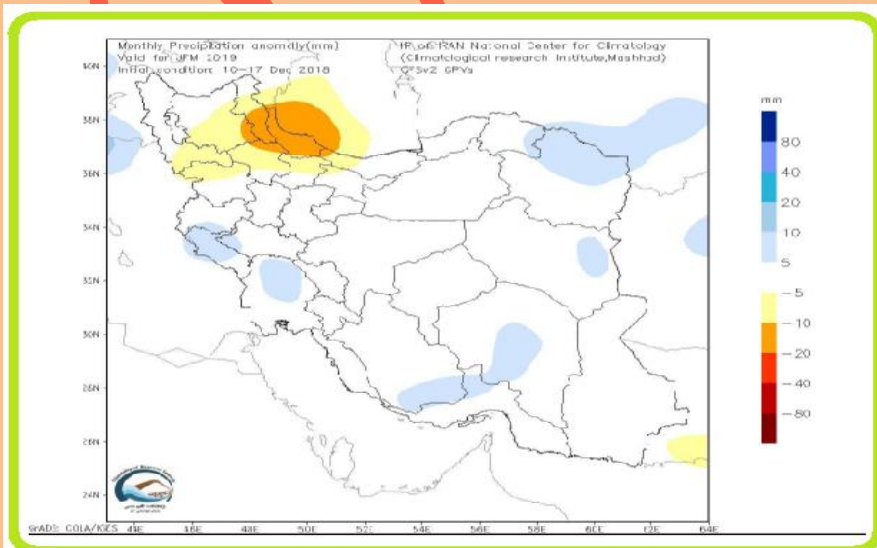 Monthly Precipitation anomaly(mm)
Valid for JFM 2019
Initial condition: 10-17 Dec 2018
IR of IRAN National Center for Climatology
(Climatological research Institute,Mashhad)
CFSv2 GPVs
40N
38N
36N
34N
32N
30N
28N
26N
24N
44E 46E 48E 50E 52E 54E 56E 58E 60E 62E 64E
mm
80
40
20
10
5
-5
-10
-20
-40
-80
GrADS: COLA/IGES